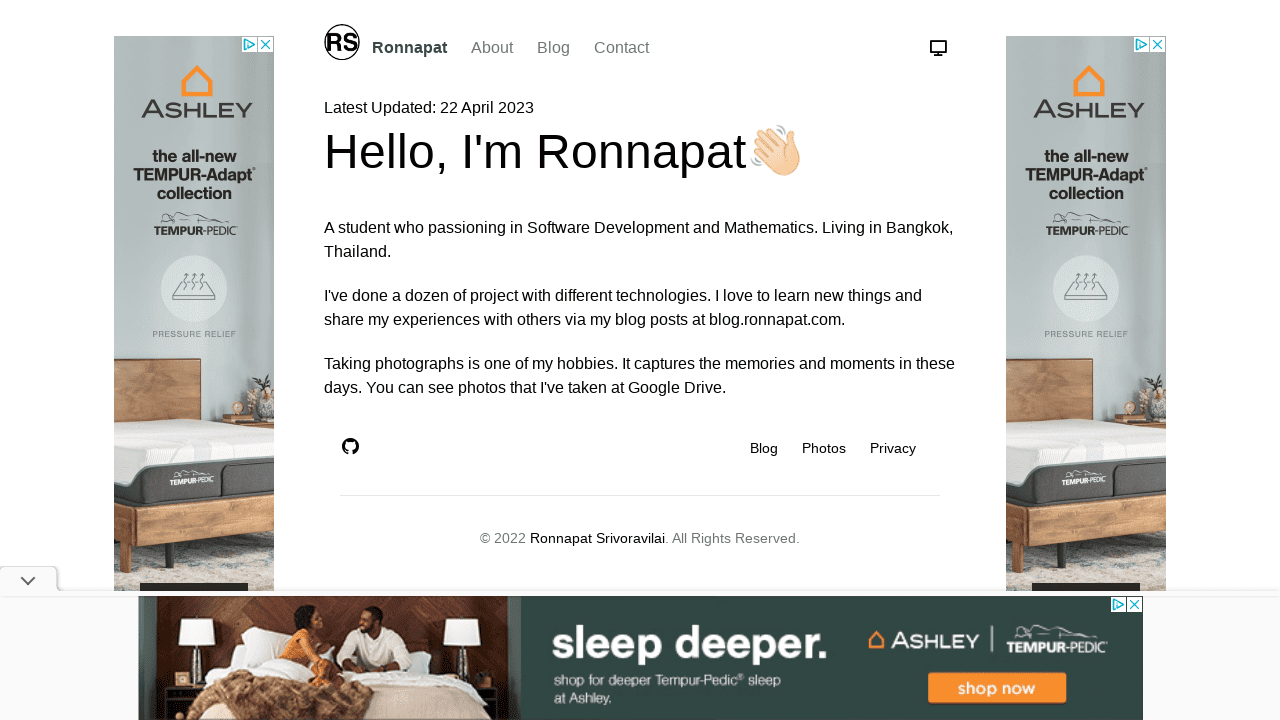 RS
Ronnapat
About
Blog
Contact
Latest Updated: 22 April 2023
Hello, I'm Ronnapat👋🏻
A student who passioning in Software Development and Mathematics. Living in Bangkok,
Thailand.
I've done a dozen of project with different technologies. I love to learn new things and
share my experiences with others via my blog posts at blog.ronnapat.com.
Taking photographs is one of my hobbies. It captures the memories and moments in these
days. You can see photos that I've taken at Google Drive.
Blog
Photos
Privacy
© 2022 Ronnapat Srivoravilai. All Rights Reserved.
ASHLEY
the all-new
TEMPUR-Adapt®
collection
TEMPUR-PEDIC
PRESSURE RELIEF
TEMPUR-PEDIC
ASHLEY
the all-new
TEMPUR-Adapt®
collection
TEMPUR-PEDIC
PRESSURE RELIEF
TEMPUR-PEDIC
sleep deeper.
shop for deeper Tempur-Pedic® sleep
at Ashley.
ASHLEY
TEMPUR-PEDIC
shop now